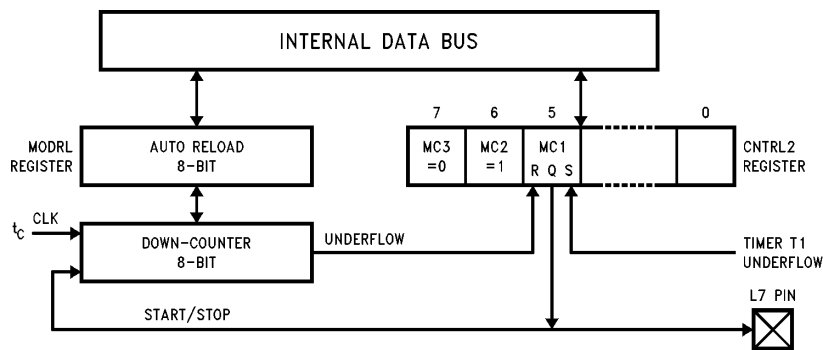 INTERNAL DATA BUS
7 6 5 0
MODRL
REGISTER
AUTO RELOAD
8-BIT
MC3
=0
MC2
=1
MC1
R Q S
CNTRL2
REGISTER
tC CLK
DOWN-COUNTER
8-BIT
UNDERFLOW
TIMER T1
UNDERFLOW
START/STOP
L7 PIN